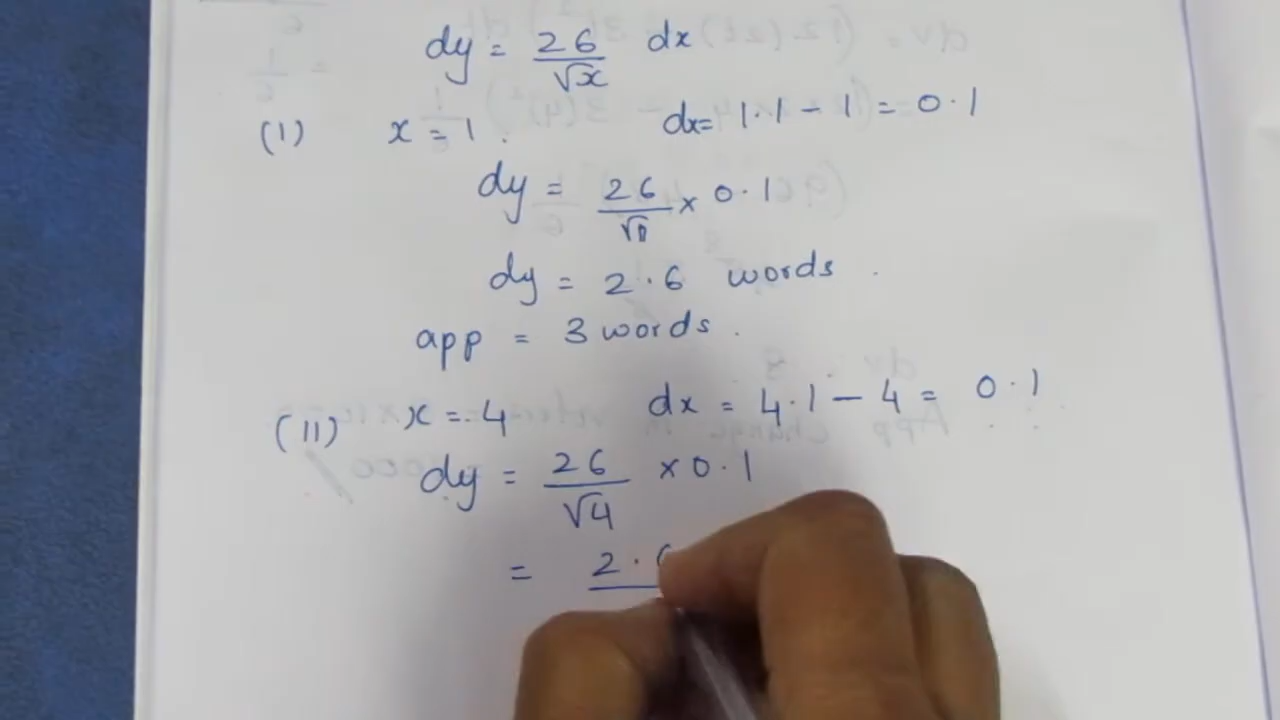 dy = 26/√x dx
(I) x = 1. dx = 1.1 - 1 = 0.1
dy = 26/√1 × 0.1
dy = 2.6 words.
app = 3 words.
(II) x = 4 dx = 4.1 - 4 = 0.1
dy = 26/√4 × 0.1
= 2.